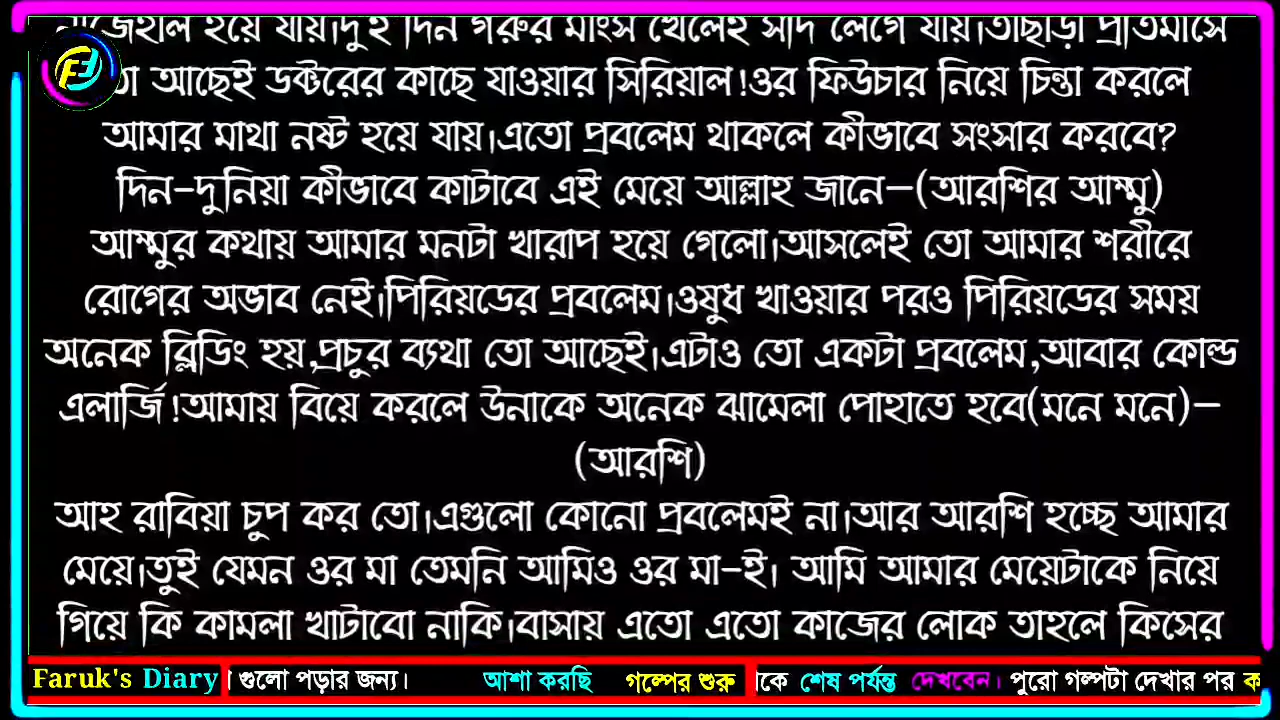 নাজেহাল হয়ে যায়।দুই দিন গরুর মাংস খেলেই সর্দি লেগে যায়।তাছাড়া প্রতিমাসে
তো আছেই ডক্টরের কাছে যাওয়ার সিরিয়াল!ওর ফিউচার নিয়ে চিন্তা করলে
আমার মাথা নষ্ট হয়ে যায়।এতো প্রবলেম থাকলে কীভাবে সংসার করবে?
দিন-দুনিয়া কীভাবে কাটাবে এই মেয়ে আল্লাহ জানে-(আরশির আম্মু)
আম্মুর কথায় আমার মনটা খারাপ হয়ে গেলো।আসলেই তো আমার শরীরে
রোগের অভাব নেই।পিরিয়ডের প্রবলেম।ওষুধ খাওয়ার পরও পিরিয়ডের সময়
অনেক ব্লিডিং হয়,প্রচুর ব্যথা তো আছেই।এটাও তো একটা প্রবলেম,আবার কোল্ড
এলার্জি!আমায় বিয়ে করলে উনাকে অনেক ঝামেলা পোহাতে হবে(মনে মনে)-
(আরশি)
আহ রাবিয়া চুপ কর তো।এগুলো কোনো প্রবলেমই না।আর আরশি হচ্ছে আমার
মেয়ে।তুই যেমন ওর মা তেমনি আমিও ওর মা-ই। আমি আমার মেয়েটাকে নিয়ে
গিয়ে কি কামলা খাটাবো নাকি।বাসায় এতো এতো কাজের লোক তাহলে কিসের
Faruk's Diary গুলো পড়ার জন্য। আশা করছি গল্পের শুরু থেকে শেষ পর্যন্ত দেখবেন। পুরো গল্পটা দেখার পর ক